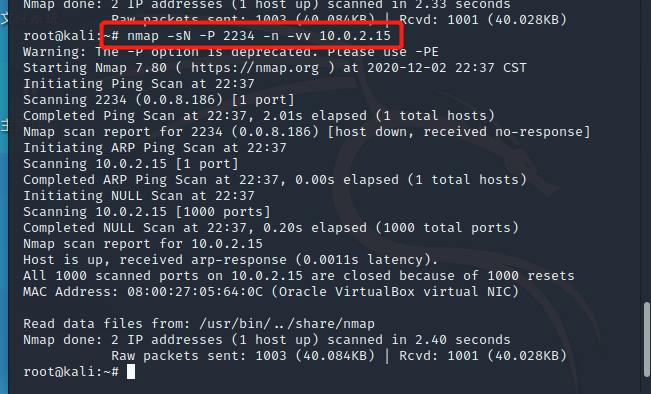 Nmap done: 2 IP addresses (1 host up) scanned in 2.33 seconds
Raw packets sent: 1003 (40.084KB) | Rcvd: 1001 (40.028KB)
root@kali:~# nmap -sN -P 2234 -n -vv 10.0.2.15
Warning: The -P option is deprecated. Please use -PE
Starting Nmap 7.80 ( https://nmap.org ) at 2020-12-02 22:37 CST
Initiating Ping Scan at 22:37
Scanning 2234 (0.0.8.186) [1 port]
Completed Ping Scan at 22:37, 2.01s elapsed (1 total hosts)
Nmap scan report for 2234 (0.0.8.186) [host down, received no-response]
Initiating ARP Ping Scan at 22:37
Scanning 10.0.2.15 [1 port]
Completed ARP Ping Scan at 22:37, 0.00s elapsed (1 total hosts)
Initiating NULL Scan at 22:37
Scanning 10.0.2.15 [1000 ports]
Completed NULL Scan at 22:37, 0.20s elapsed (1000 total ports)
Nmap scan report for 10.0.2.15
Host is up, received arp-response (0.0011s latency).
All 1000 scanned ports on 10.0.2.15 are closed because of 1000 resets
MAC Address: 08:00:27:05:64:0C (Oracle VirtualBox virtual NIC)
Read data files from: /usr/bin/../share/nmap
Nmap done: 2 IP addresses (1 host up) scanned in 2.40 seconds
Raw packets sent: 1003 (40.084KB) | Rcvd: 1001 (40.028KB)
root@kali:~#